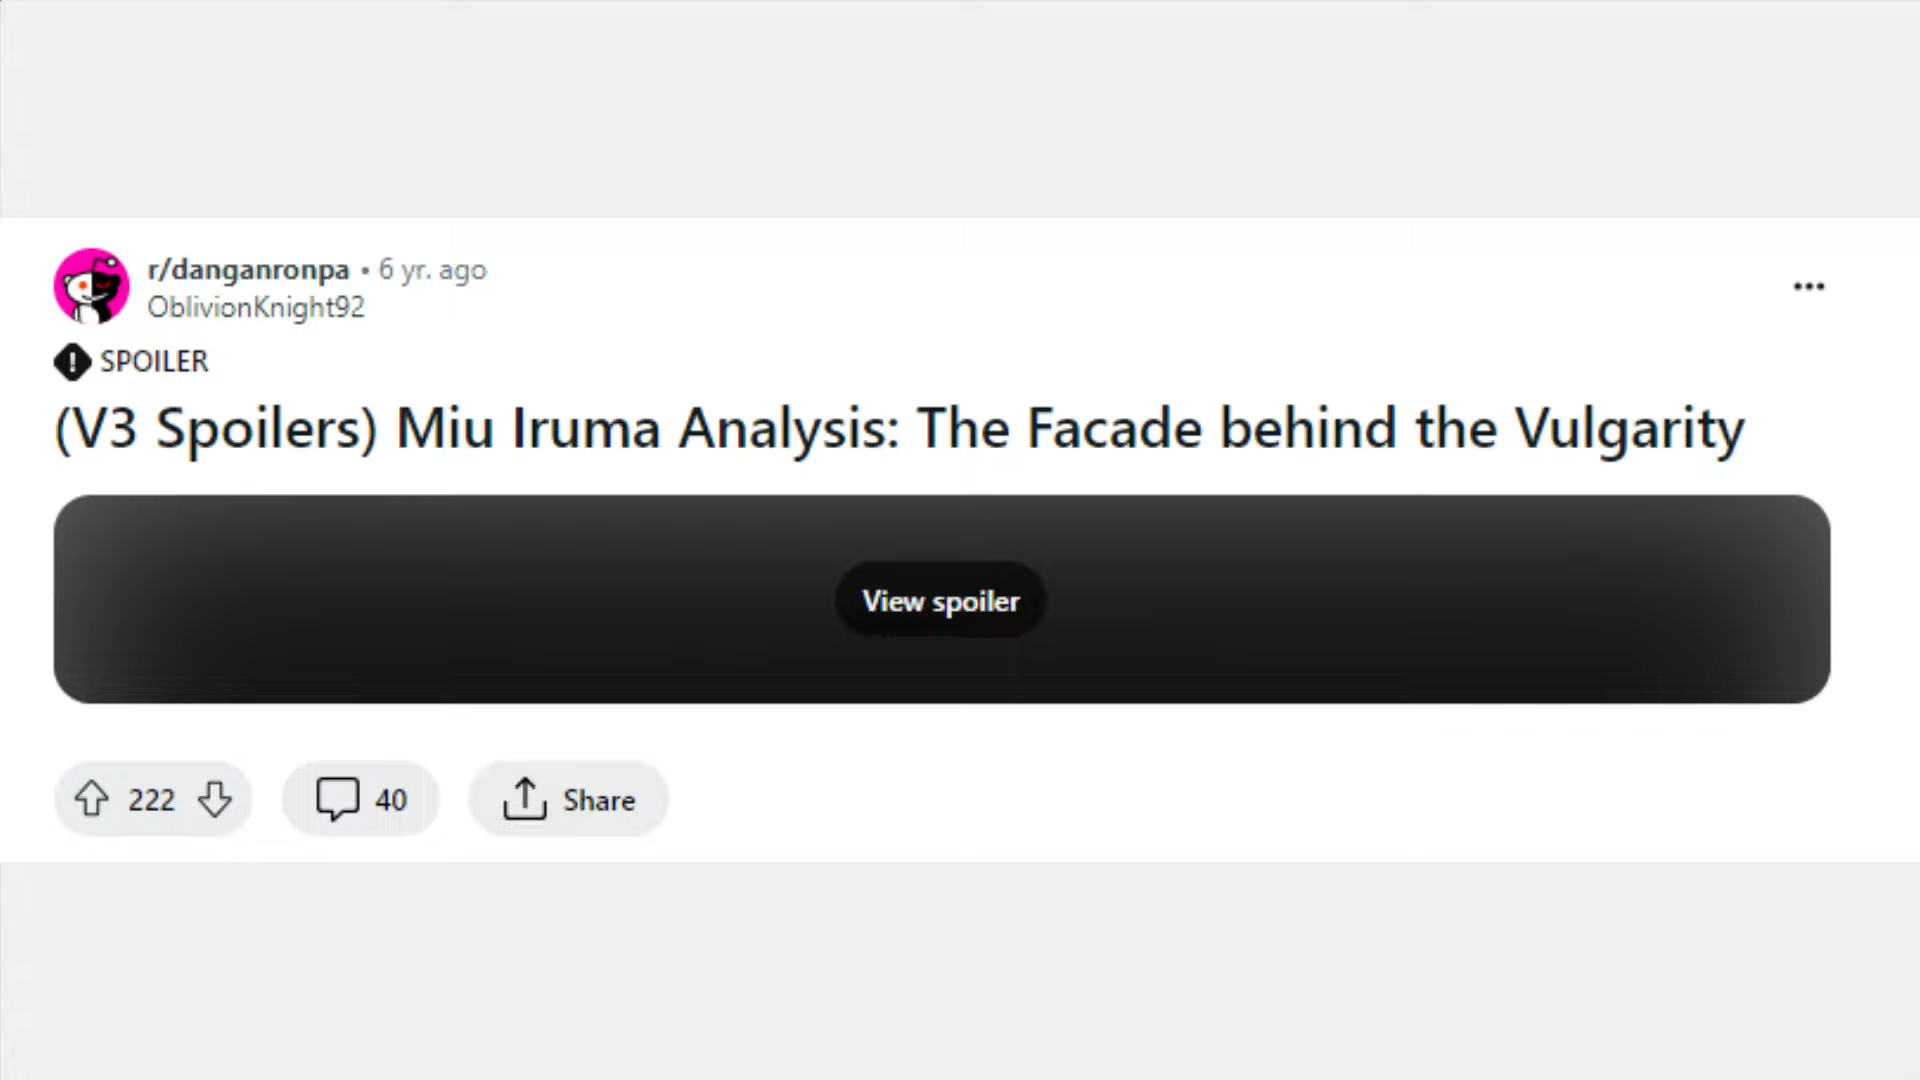 r/danganronpa • 6 yr. ago
OblivionKnight92
SPOILER
(V3 Spoilers) Miu Iruma Analysis: The Facade behind the Vulgarity
View spoiler
222
40
Share